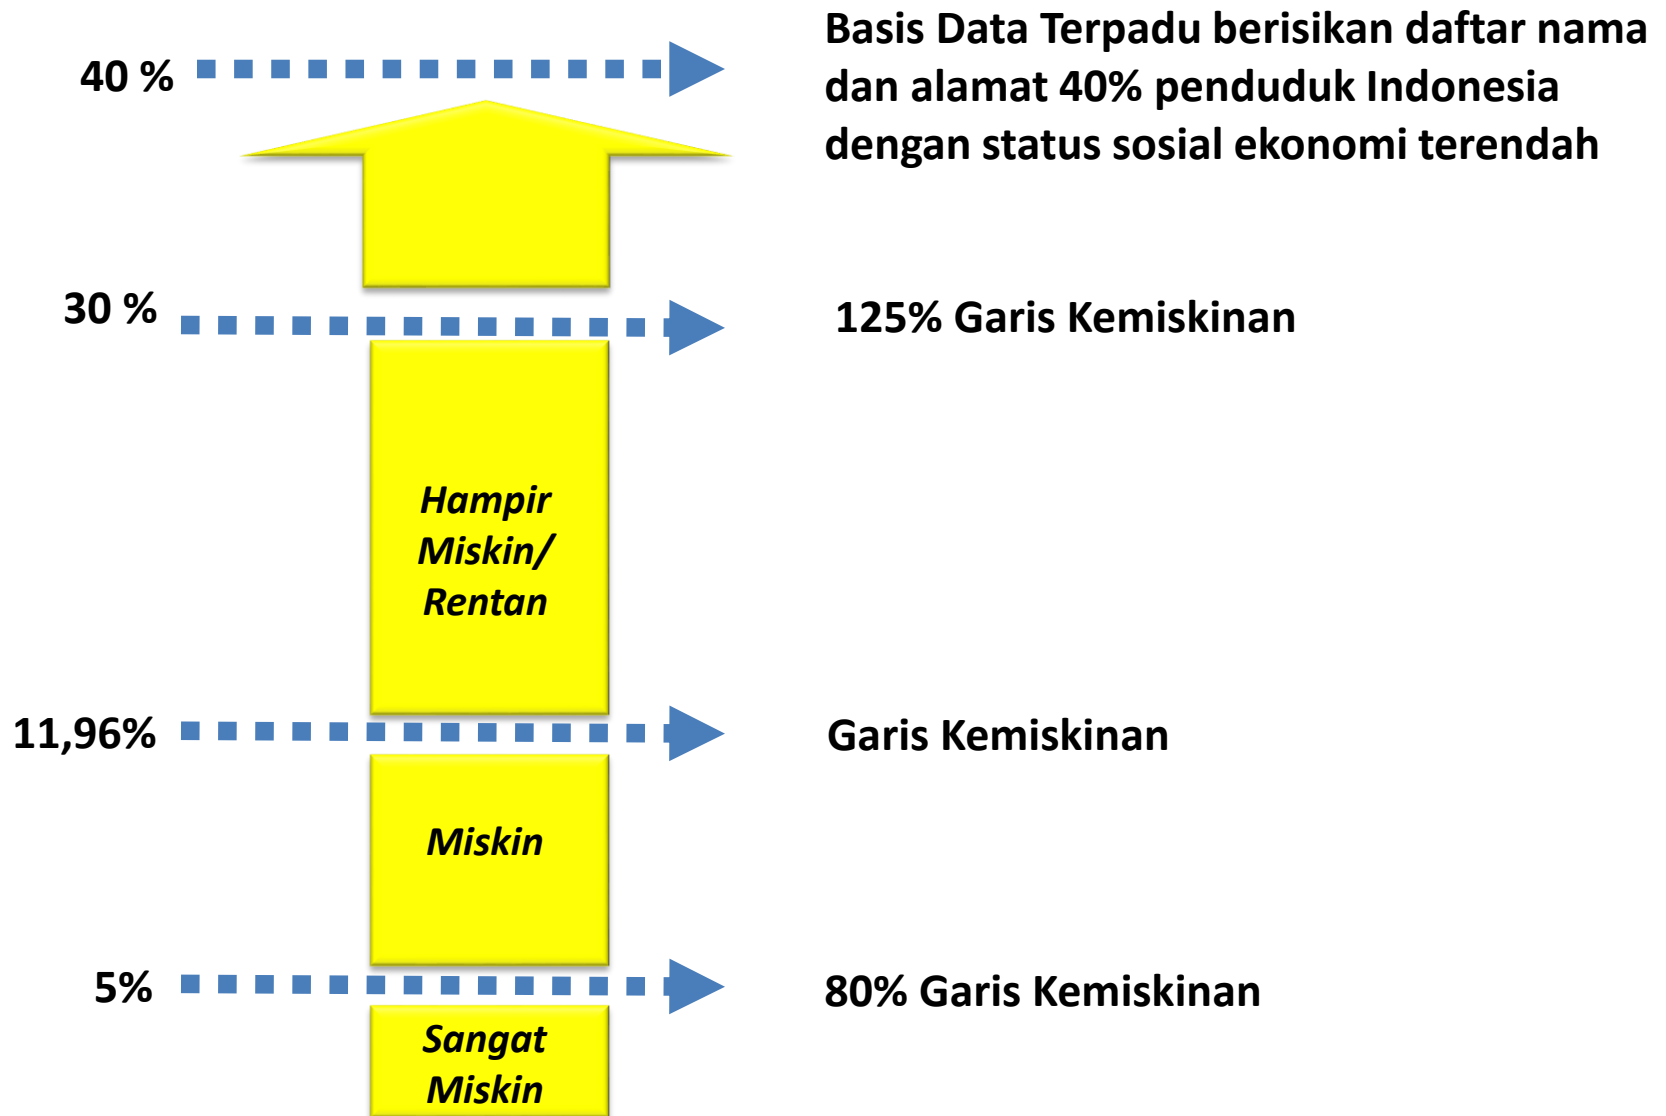 40 %
Basis Data Terpadu berisikan daftar nama
dan alamat 40% penduduk Indonesia
dengan status sosial ekonomi terendah
30 %
125% Garis Kemiskinan
Hampir
Miskin/
Rentan
11,96%
Garis Kemiskinan
Miskin
5%
80% Garis Kemiskinan
Sangat
Miskin